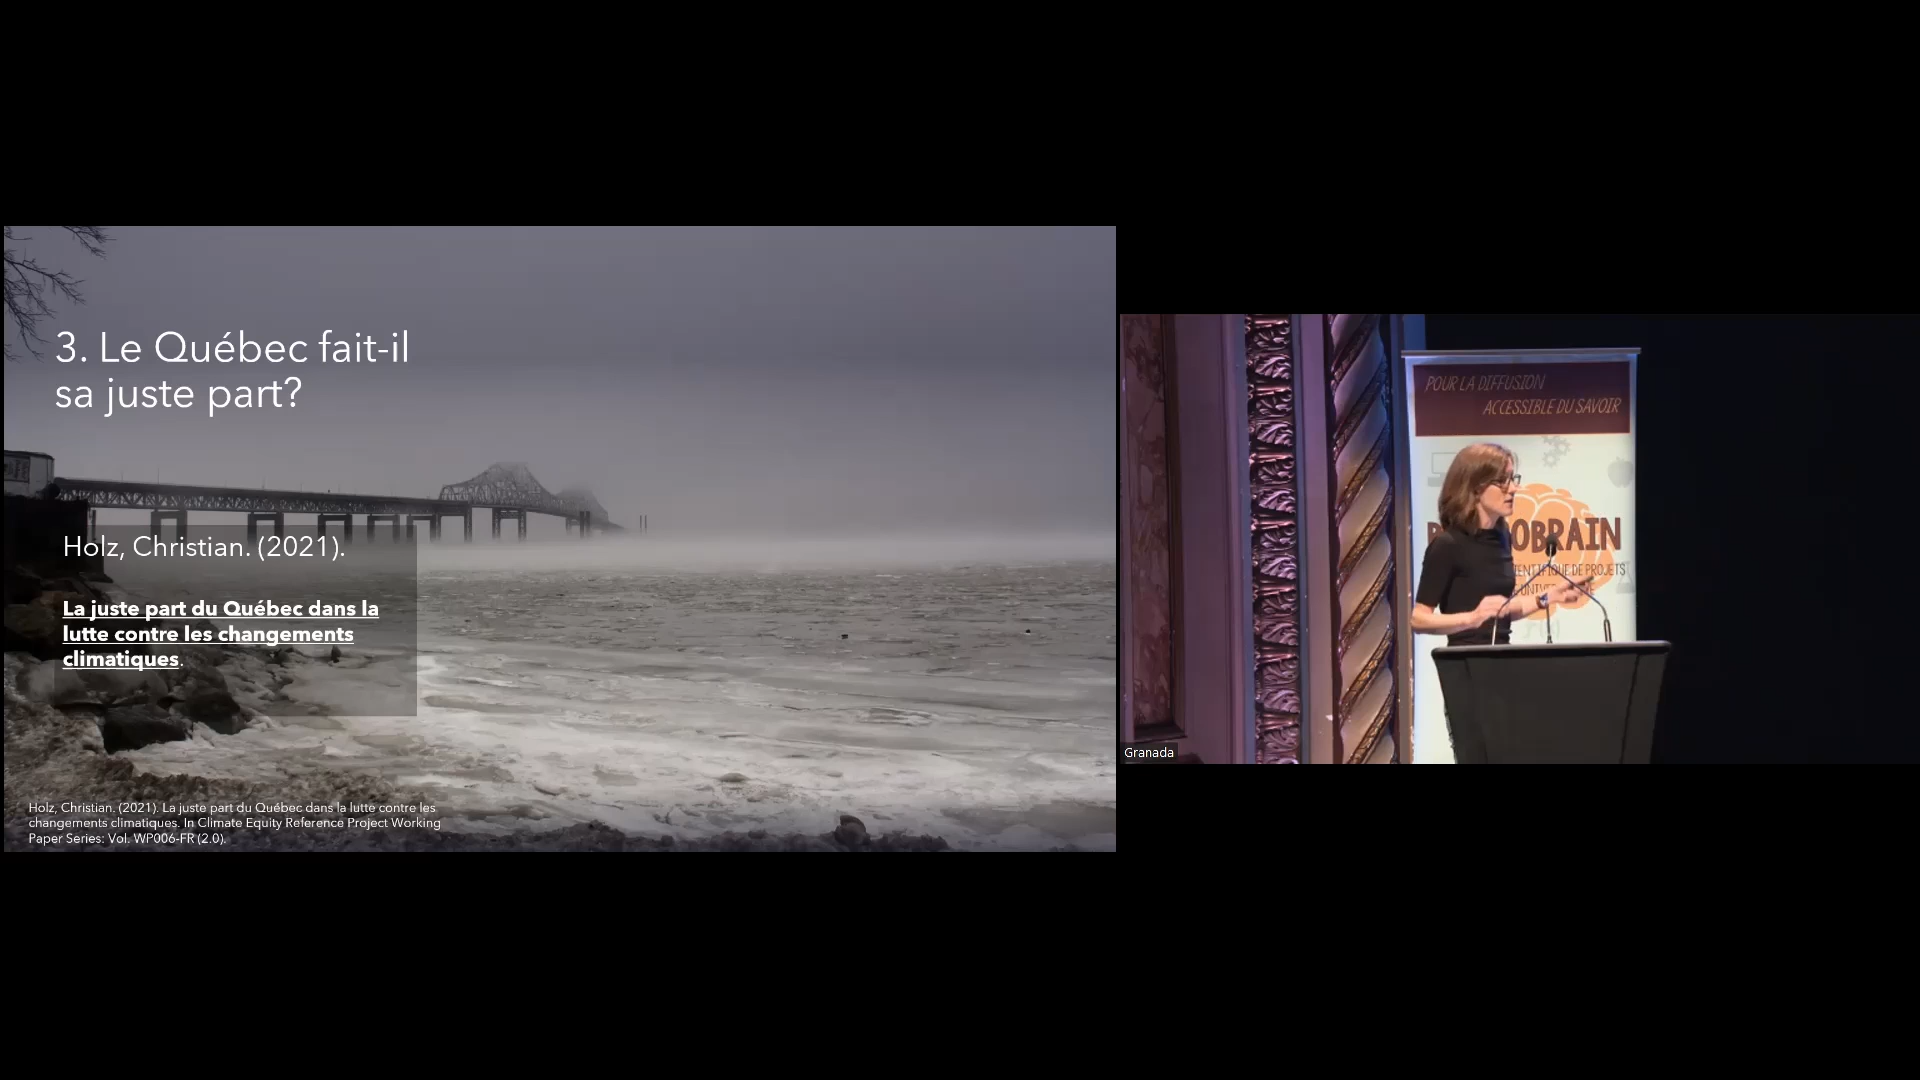 3. Le Québec fait-il
sa juste part?
Holz, Christian. (2021).
La juste part du Québec dans la
lutte contre les changements
climatiques.
Holz, Christian. (2021). La juste part du Québec dans la lutte contre les
changements climatiques. In Climate Equity Reference Project Working
Paper Series: Vol. WP006-FR (2.0).
POUR LA DIFFUSION
ACCESSIBLE DU SAVOIR
OBRAIN
DE PROJETS
Granada